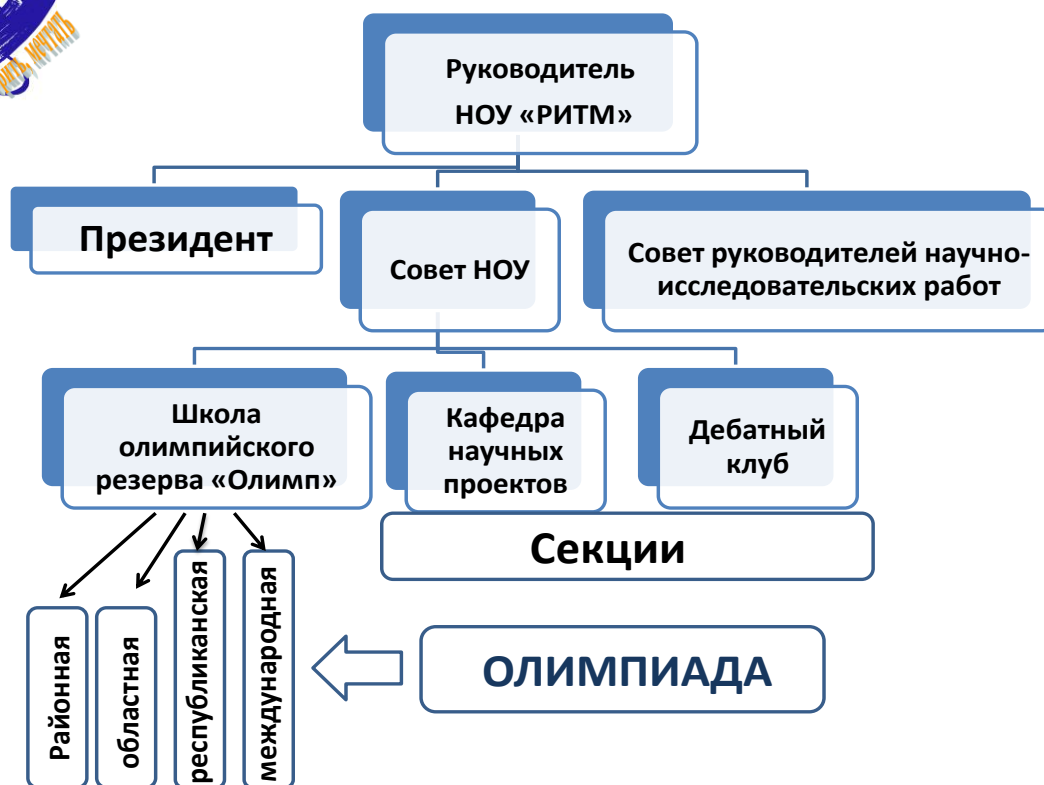 мечтать
Руководитель
НОУ «РИТМ»
Президент
Совет НОУ
Совет руководителей научно-
исследовательских работ
Школа
олимпийского
резерва «Олимп»
Кафедра
научных
проектов
Дебатный
клуб
Секции
Районная
областная
республиканская
международная
ОЛИМПИАДА